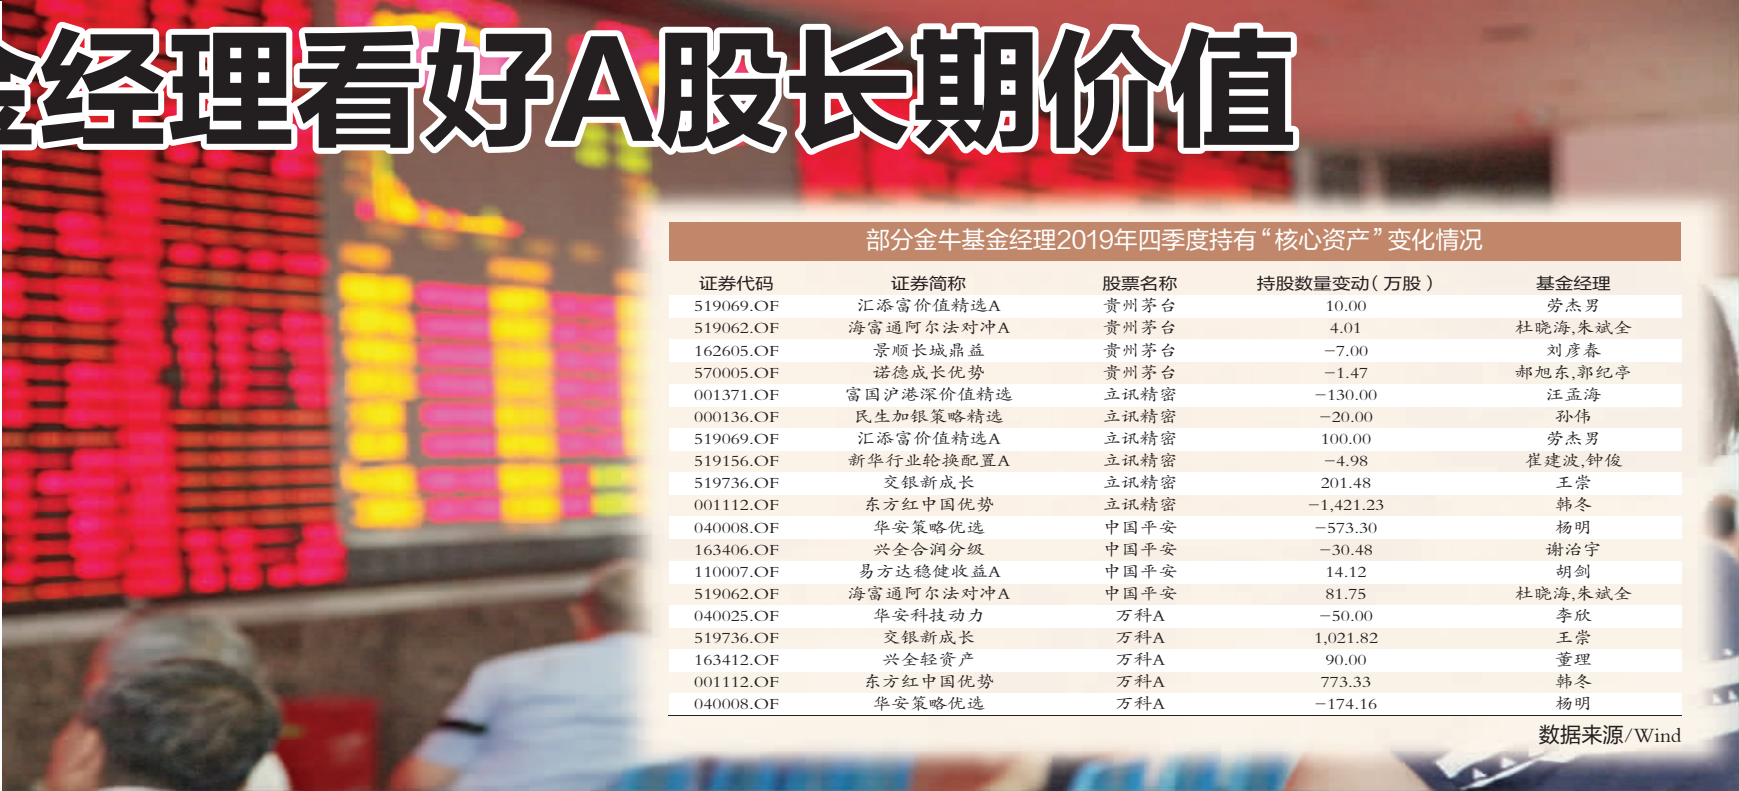 金经理看好A股长期价值
部分金牛基金经理2019年四季度持有“核心资产”变化情况
证券代码 证券简称 股票名称 持股数量变动(万股) 基金经理
519069.OF 汇添富价值精选A 贵州茅台 10.00 劳杰男
519062.OF 海富通阿尔法对冲A 贵州茅台 4.01 杜晓海,朱斌全
162605.OF 景顺长城鼎益 贵州茅台 −7.00 刘彦春
570005.OF 诺德成长优势 贵州茅台 −1.47 郝旭东,郭纪亭
001371.OF 富国沪港深价值精选 立讯精密 −130.00 汪孟海
000136.OF 民生加银策略精选 立讯精密 −20.00 孙伟
519069.OF 汇添富价值精选A 立讯精密 100.00 劳杰男
519156.OF 新华行业轮换配置A 立讯精密 −4.98 崔建波,钟俊
519736.OF 交银新成长 立讯精密 201.48 王崇
001112.OF 东方红中国优势 立讯精密 −1,421.23 韩冬
040008.OF 华安策略优选 中国平安 −573.30 杨明
163406.OF 兴全合润分级 中国平安 −30.48 谢治宇
110007.OF 易方达稳健收益A 中国平安 14.12 胡剑
519062.OF 海富通阿尔法对冲A 中国平安 81.75 杜晓海,朱斌全
040025.OF 华安科技动力 万科A −50.00 李欣
519736.OF 交银新成长 万科A 1,021.82 王崇
163412.OF 兴全轻资产 万科A 90.00 董理
001112.OF 东方红中国优势 万科A 773.33 韩冬
040008.OF 华安策略优选 万科A −174.16 杨明
数据来源/Wind